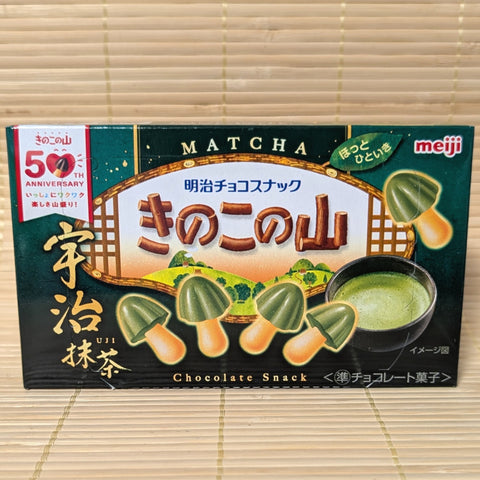 きのこの山
50TH
ANNIVERSARY
いっしょにワクワク
楽しさ山盛り!
MATCHA
ほっと
ひといき
meiji
明治チョコスナック
きのこの山
宇治
UJI
抹茶
イメージ図
Chocolate Snack
<準チョコレート菓子>